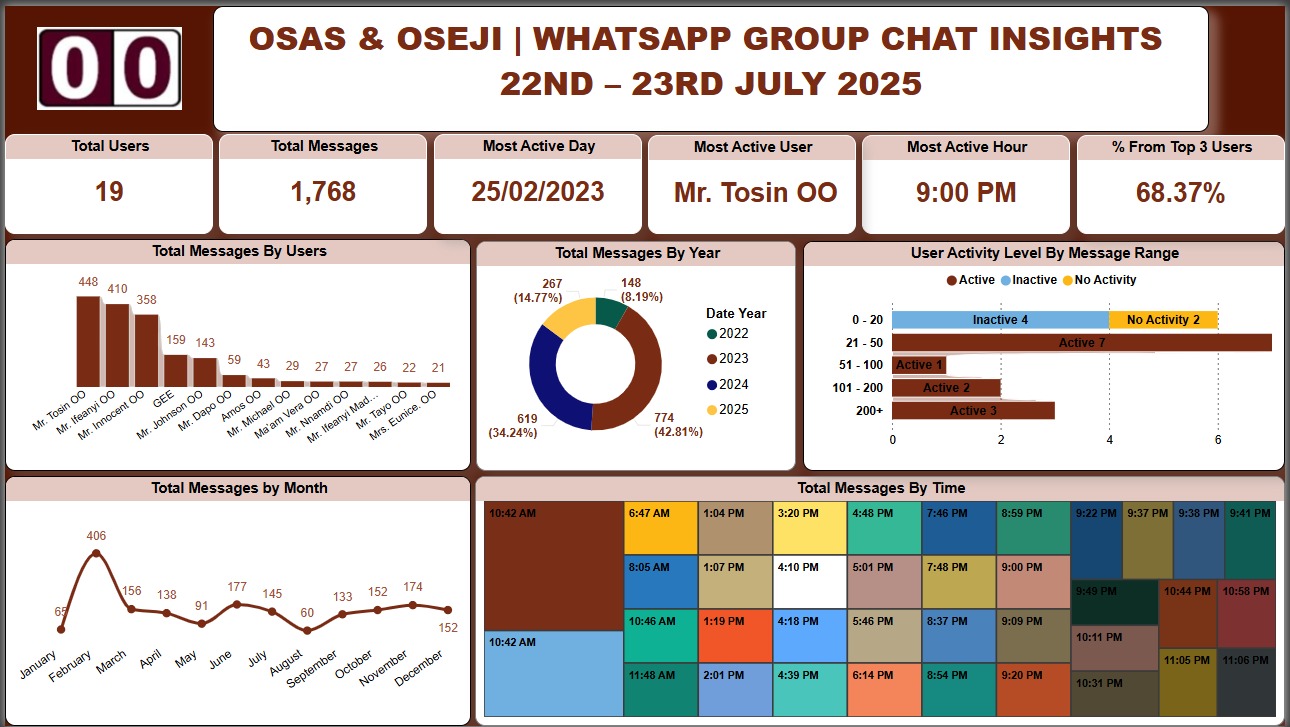 00
OSAS & OSEJI | WHATSAPP GROUP CHAT INSIGHTS
22ND – 23RD JULY 2025
Total Users
19
Total Messages
1,768
Most Active Day
25/02/2023
Most Active User
Mr. Tosin OO
Most Active Hour
9:00 PM
% From Top 3 Users
68.37%
Total Messages By Users
448
410
358
159
143
59
43
29
27
27
26
22
21
Mr. Tosin OO
Mr. Ifeanyi OO
Mr. Innocent OO
GEE
Mr. Johnson OO
Mr. Dapo OO
Amos OO
Mr. Michael OO
Ma'am Vera OO
Mr. Nnamdi OO
Mr. Ifeanyi Mad...
Mr. Tayo OO
Mrs. Eunice. OO
Total Messages By Year
267
(14.77%)
148
(8.19%)
619
(34.24%)
774
(42.81%)
Date Year
2022
2023
2024
2025
User Activity Level By Message Range
Active Inactive No Activity
0 - 20
Inactive 4
No Activity 2
21 - 50
Active 7
51 - 100
Active 1
101 - 200
Active 2
200+
Active 3
0 2 4 6
Total Messages by Month
65
406
156
138
91
177
145
60
133
152
174
152
January
February
March
April
May
June
July
August
September
October
November
December
Total Messages By Time
10:42 AM
10:42 AM
6:47 AM
8:05 AM
10:46 AM
11:48 AM
1:04 PM
1:07 PM
1:19 PM
2:01 PM
3:20 PM
4:10 PM
4:18 PM
4:39 PM
4:48 PM
5:01 PM
5:46 PM
6:14 PM
7:46 PM
7:48 PM
8:37 PM
8:54 PM
8:59 PM
9:00 PM
9:09 PM
9:20 PM
9:22 PM
9:37 PM
9:38 PM
9:41 PM
9:49 PM
10:11 PM
10:31 PM
10:44 PM
10:58 PM
11:05 PM
11:06 PM